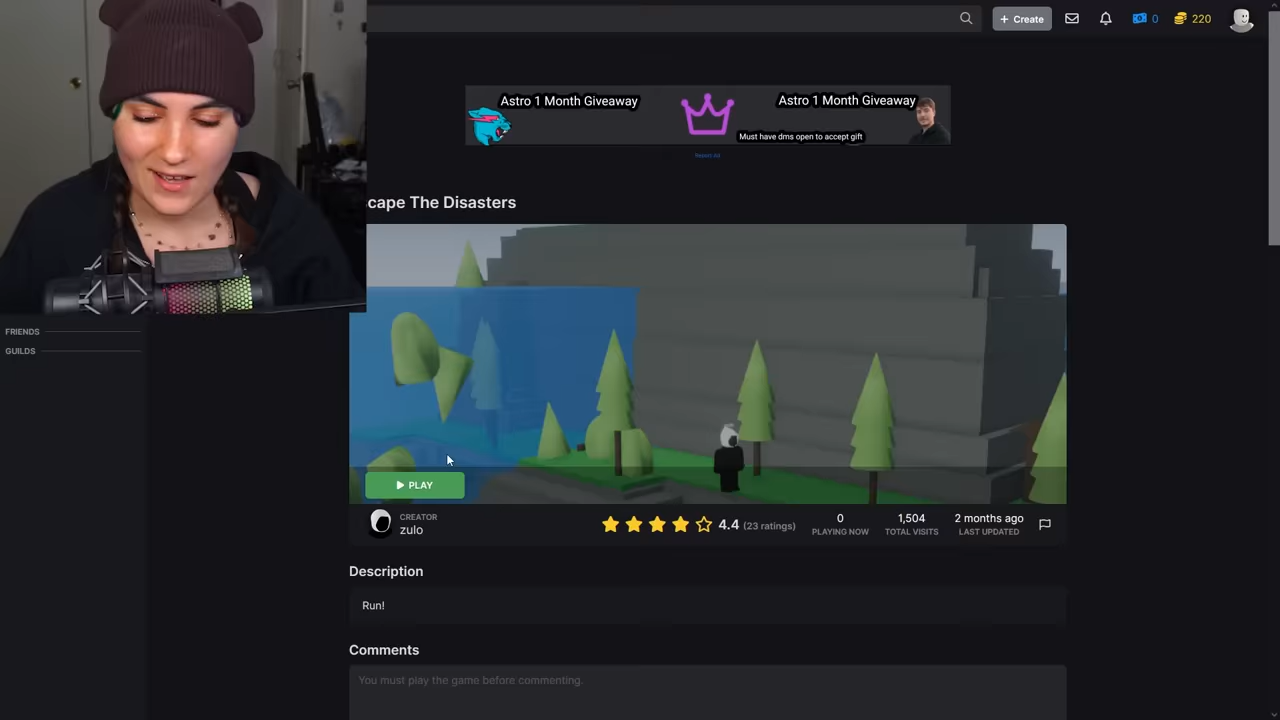 + Create
0
220
Astro 1 Month Giveaway
Astro 1 Month Giveaway
Must have dms open to accept gift
Report Ad
cape The Disasters
PLAY
CREATOR
zulo
4.4 (23 ratings)
0
PLAYING NOW
1,504
TOTAL VISITS
2 months ago
LAST UPDATED
FRIENDS
GUILDS
Description
Run!
Comments
You must play the game before commenting.